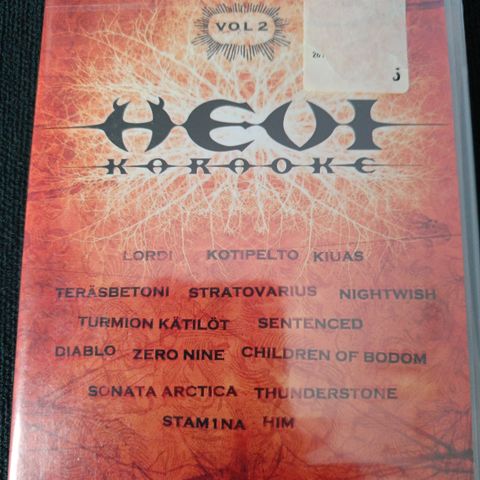 VOL 2
HEVI
KARAOKE
LORDI KOTIPELTO KIUAS
TERÄSBETONI STRATOVARIUS NIGHTWISH
TURMION KÄTILÖT SENTENCED
DIABLO ZERO NINE CHILDREN OF BODOM
SONATA ARCTICA THUNDERSTONE
STAM1NA HIM